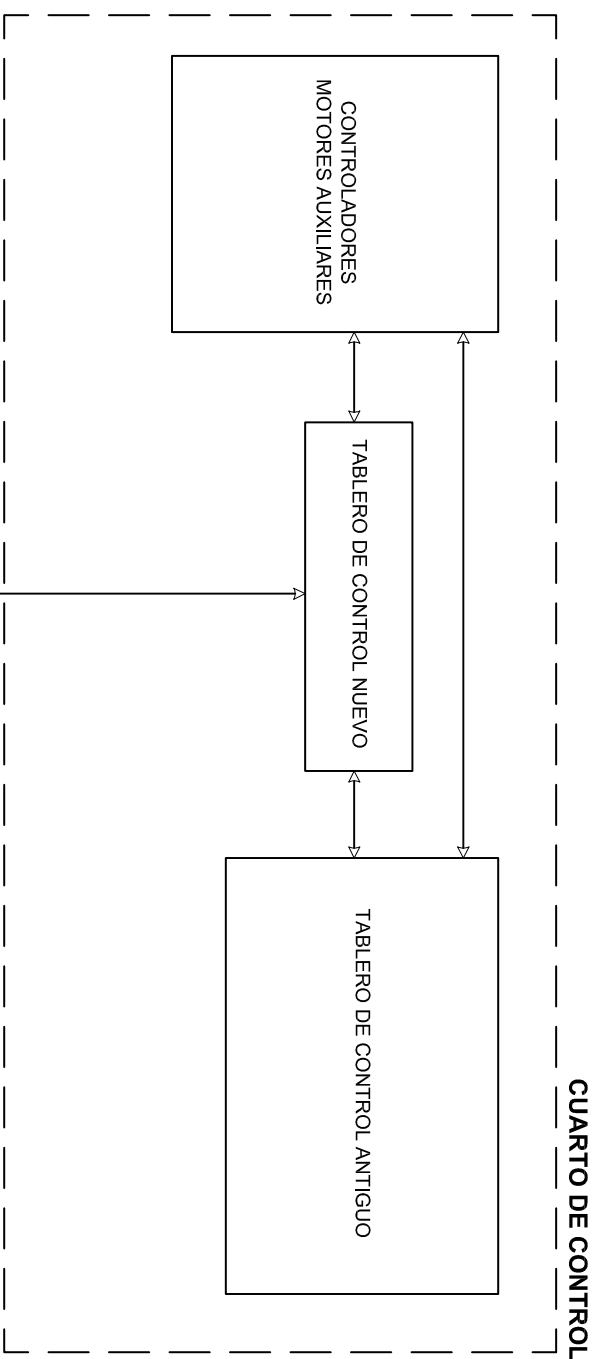 CUARTO DE CONTROL
CONTROLADORES
MOTORES AUXILIARES
TABLERO DE CONTROL NUEVO
TABLERO DE CONTROL ANTIGUO